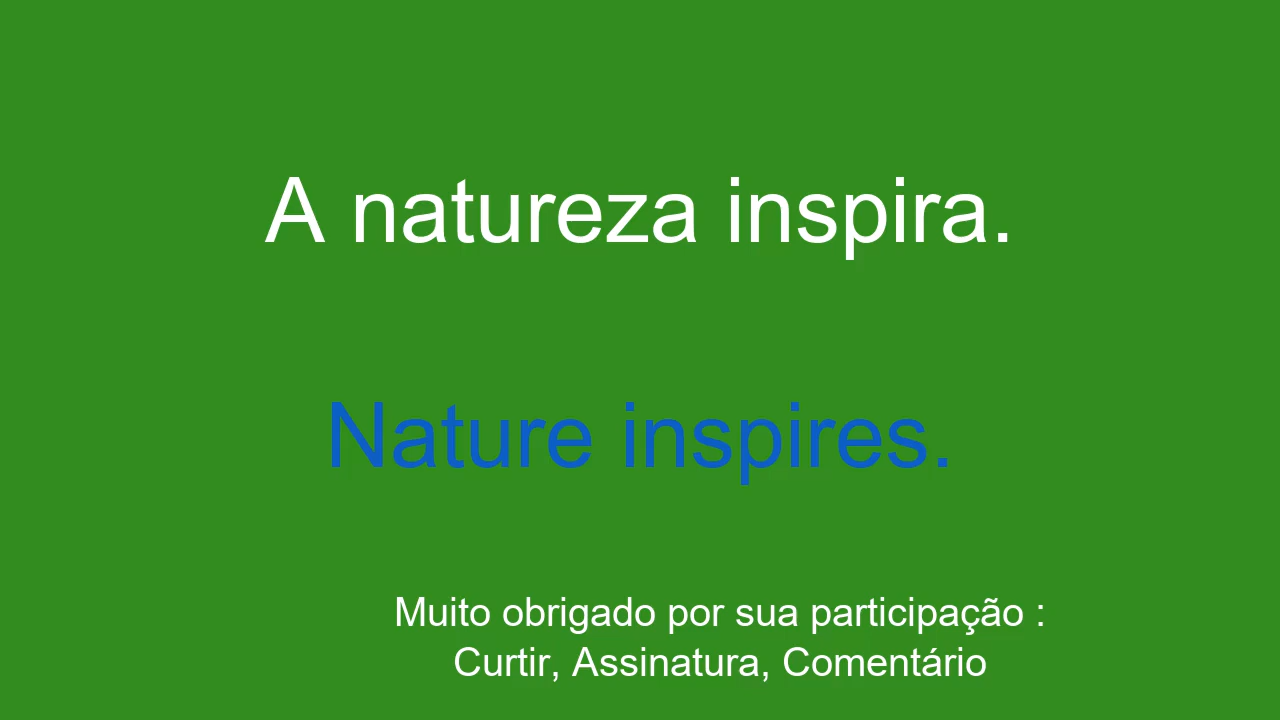 A natureza inspira.
Nature inspires.
Muito obrigado por sua participação :
Curtir, Assinatura, Comentário